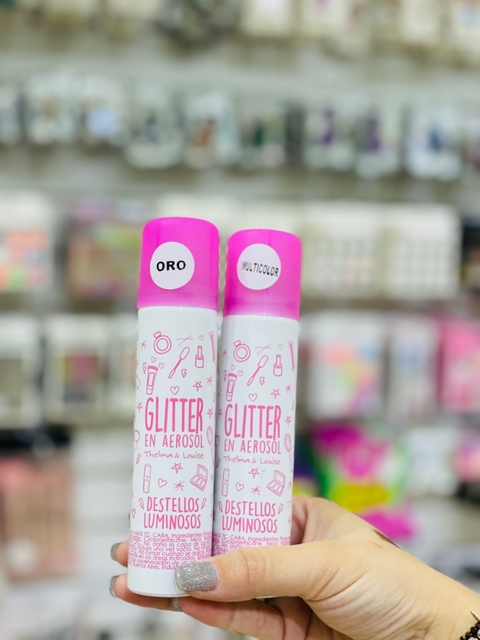 ORO
GLITTER
EN AEROSOL
Thelma & Louise
DESTELLOS
LUMINOSOS
MULTICOLOR
GLITTER
EN AEROSOL
Thelma & Louise
DESTELLOS
LUMINOSOS